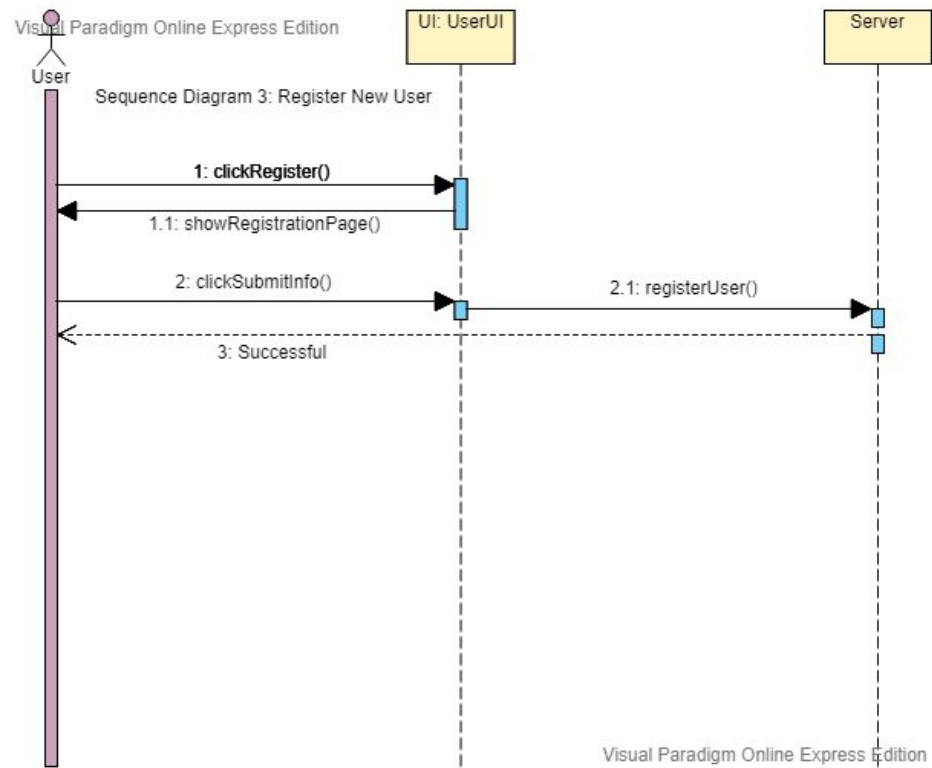 Visual Paradigm Online Express Edition
UI: UserUI
Server
User
Sequence Diagram 3: Register New User
1: clickRegister()
1.1: showRegistrationPage()
2: clickSubmitInfo()
2.1: registerUser()
3: Successful
Visual Paradigm Online Express Edition